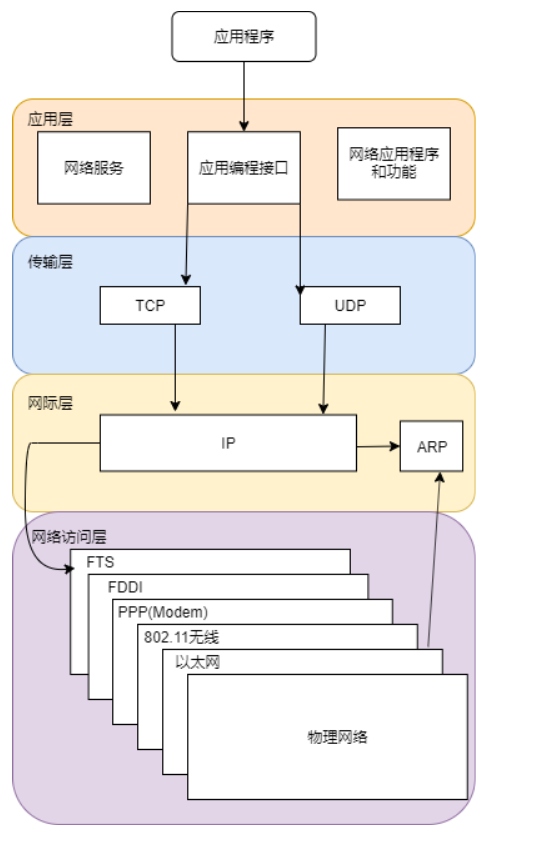 应用程序
应用层
网络服务
应用编程接口
网络应用程序
和功能
传输层
TCP
UDP
网际层
IP
ARP
网络访问层
FTS
FDDI
PPP(Modem)
802.11无线
以太网
物理网络